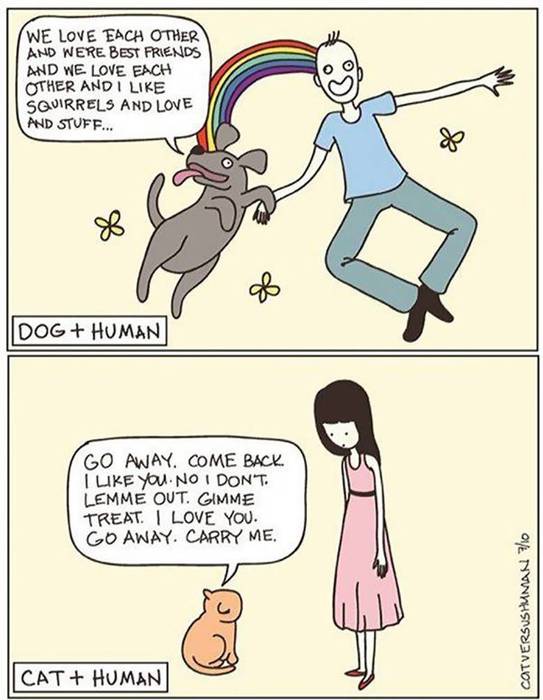 WE LOVE EACH OTHER
AND WE'RE BEST FRIENDS
AND WE LOVE EACH
OTHER AND I LIKE
SQUIRRELS AND LOVE
AND STUFF...
DOG + HUMAN
GO AWAY. COME BACK
I LIKE YOU. NO I DON'T.
LEMME OUT. GIMME
TREAT. I LOVE YOU.
GO AWAY. CARRY ME.
CAT + HUMAN
CATVERSUSHUMAN 7/10